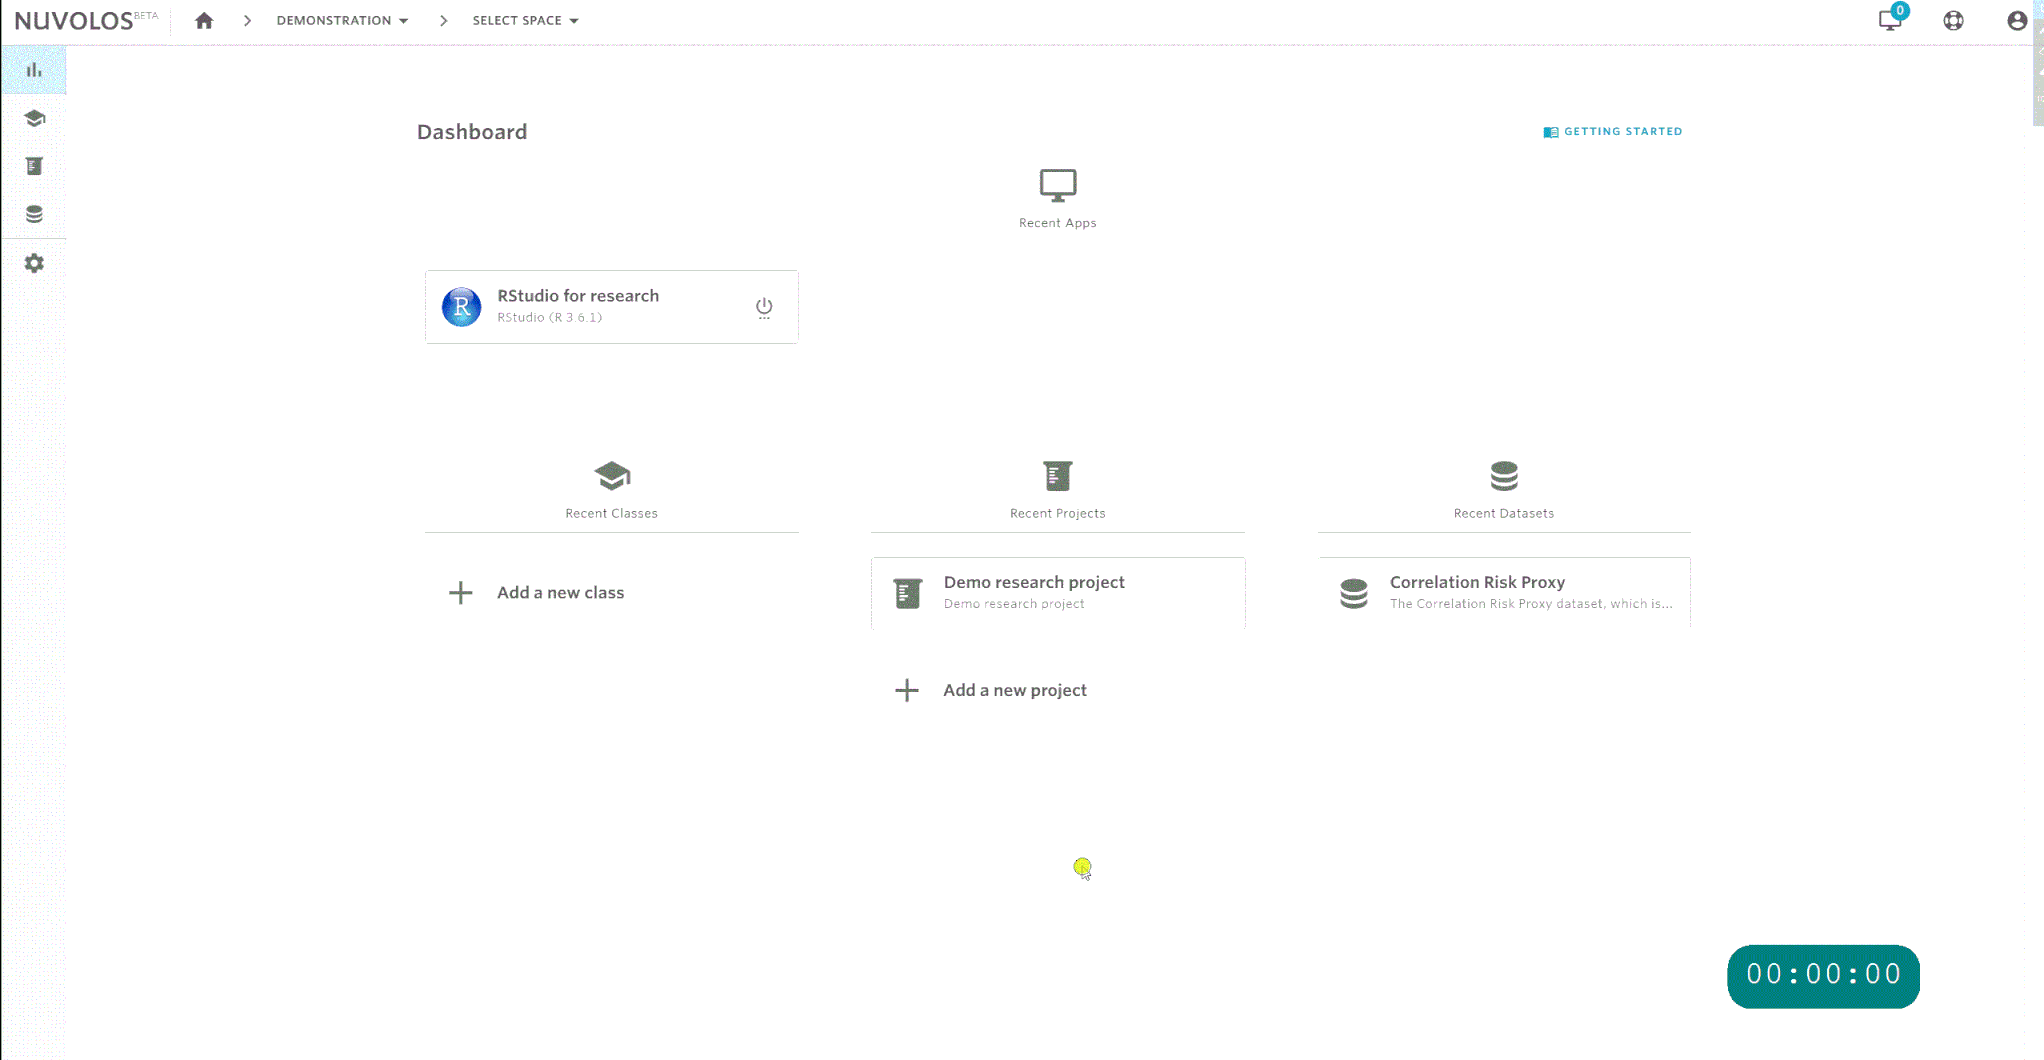 NUVOLOS BETA
DEMONSTRATION
SELECT SPACE
0
Dashboard
GETTING STARTED
Recent Apps
R
RStudio for research
RStudio (R 3.6.1)
Recent Classes
Recent Projects
Recent Datasets
Add a new class
Demo research project
Demo research project
Correlation Risk Proxy
The Correlation Risk Proxy dataset, which is...
Add a new project
00:00:00